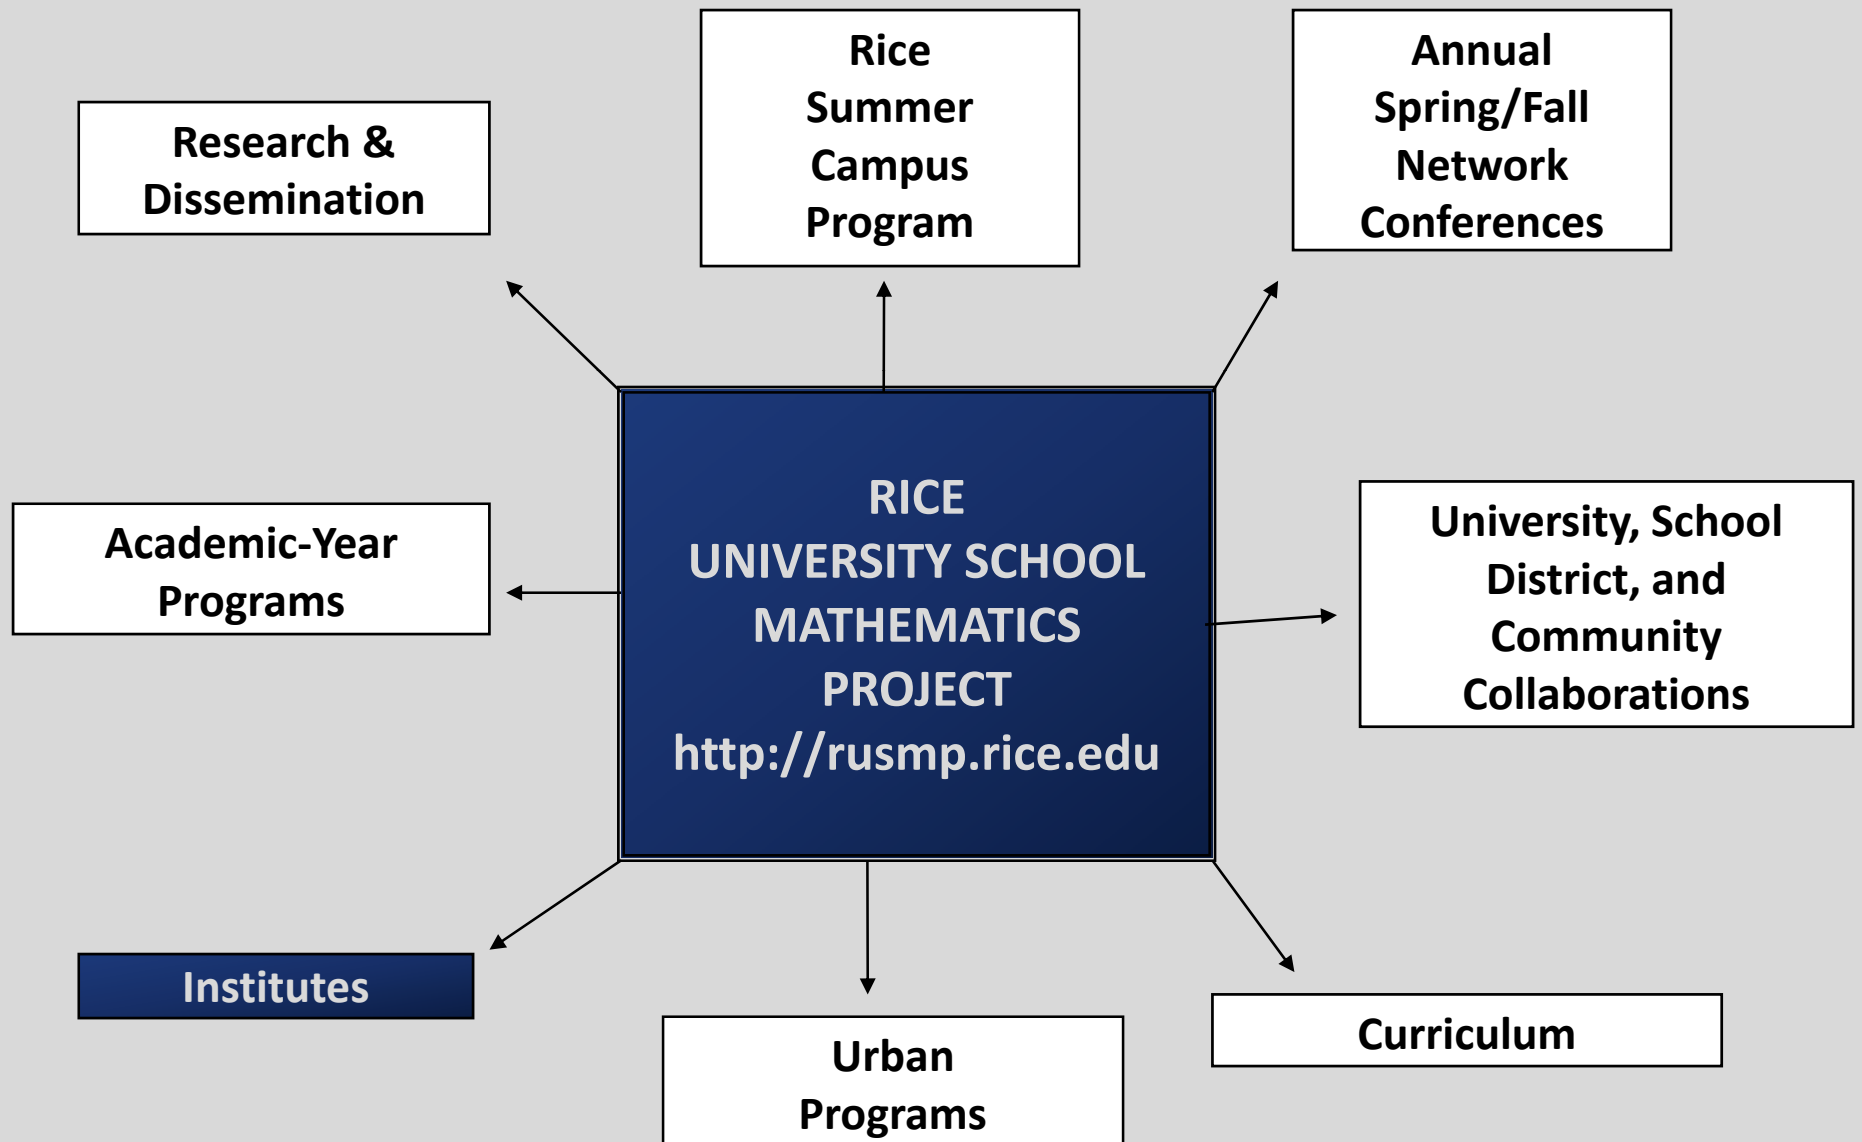 Rice
Summer
Campus
Program
Annual
Spring/Fall
Network
Conferences
Research &
Dissemination
RICE
UNIVERSITY SCHOOL
MATHEMATICS
PROJECT
http://rusmp.rice.edu
Academic-Year
Programs
University, School
District, and
Community
Collaborations
Institutes
Urban
Programs
Curriculum